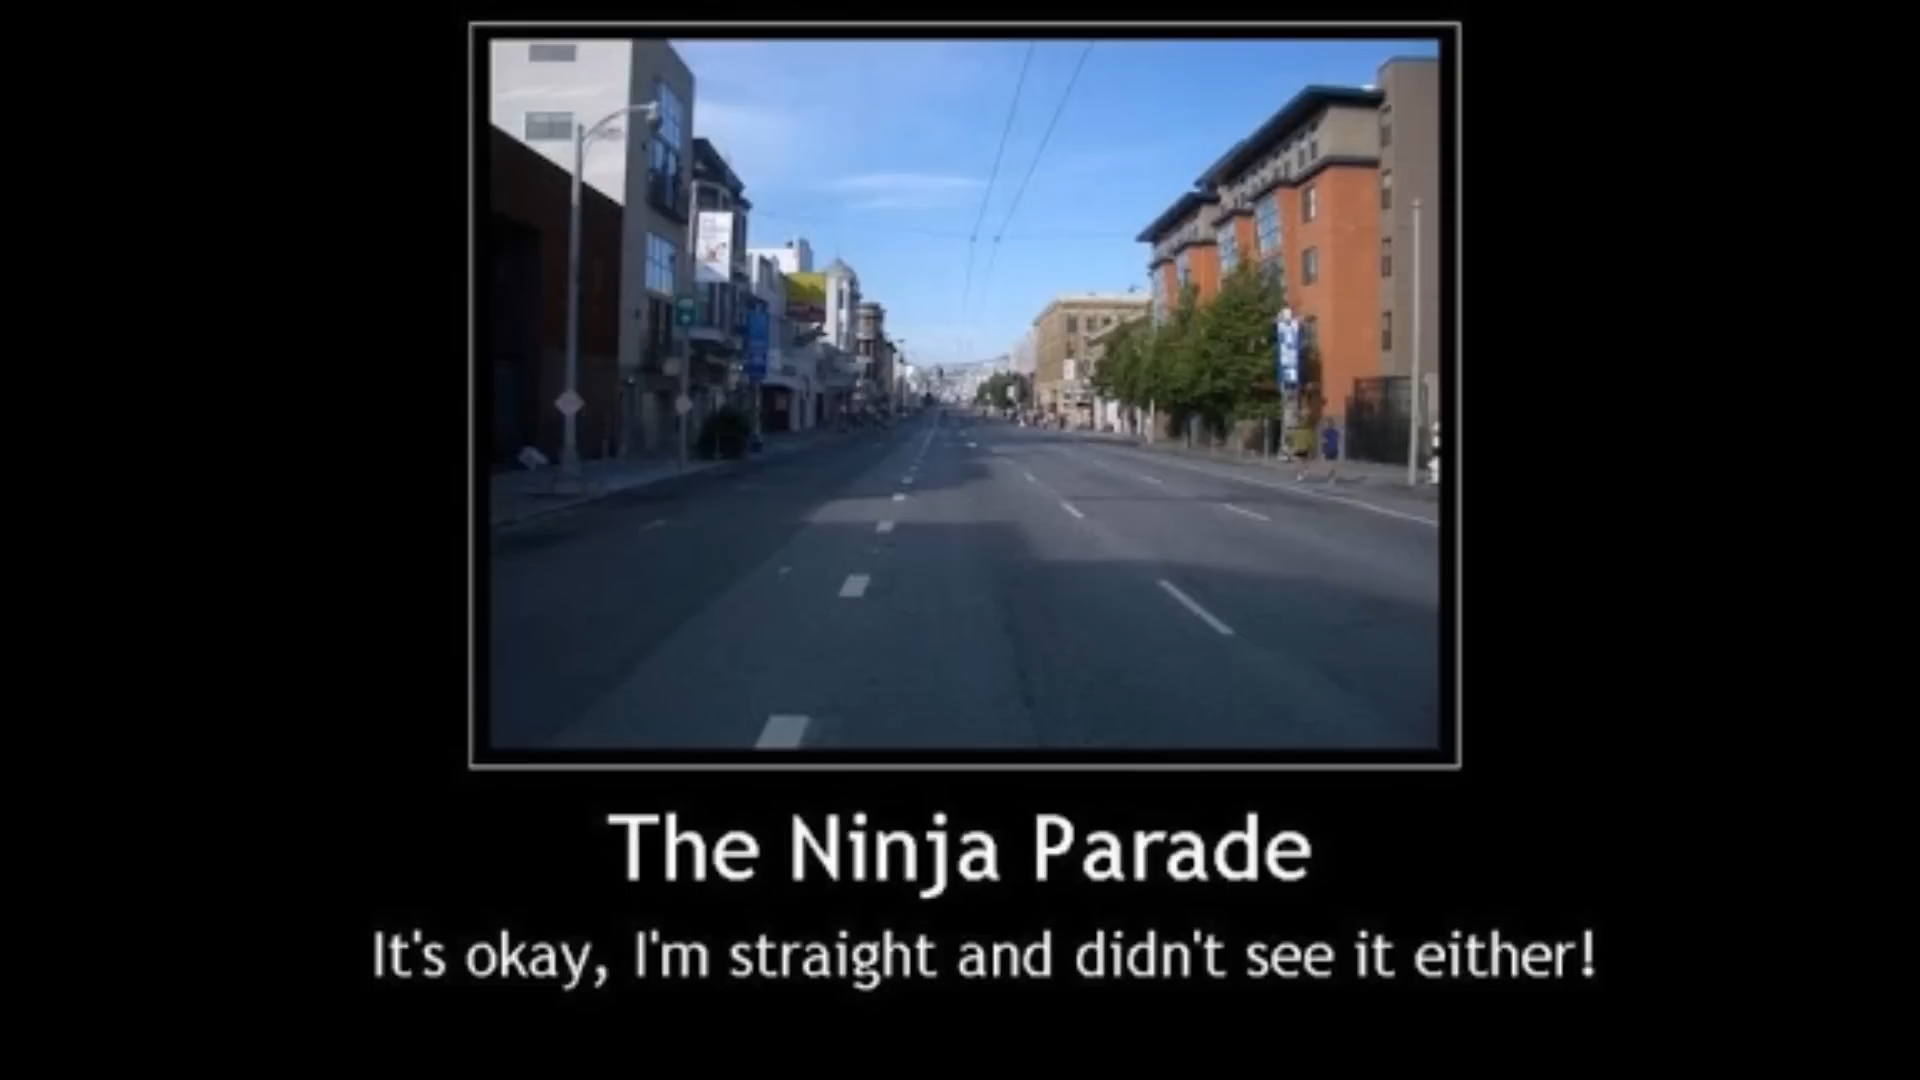 The Ninja Parade
It's okay, I'm straight and didn't see it either!